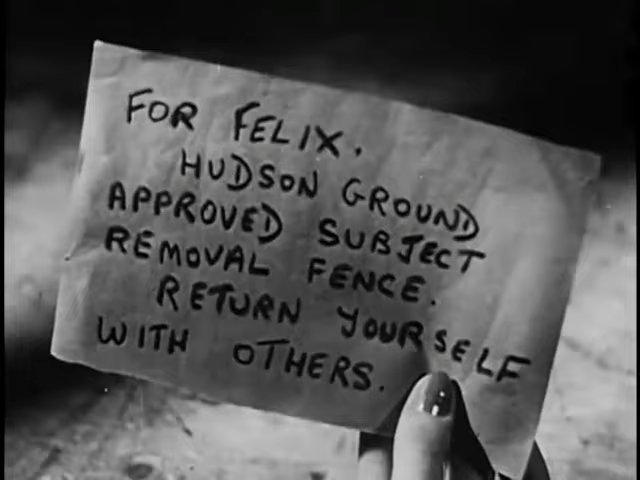 FOR FELIX.
HUDSON GROUND
APPROVED SUBJECT
REMOVAL FENCE.
RETURN YOURSELF
WITH OTHERS.